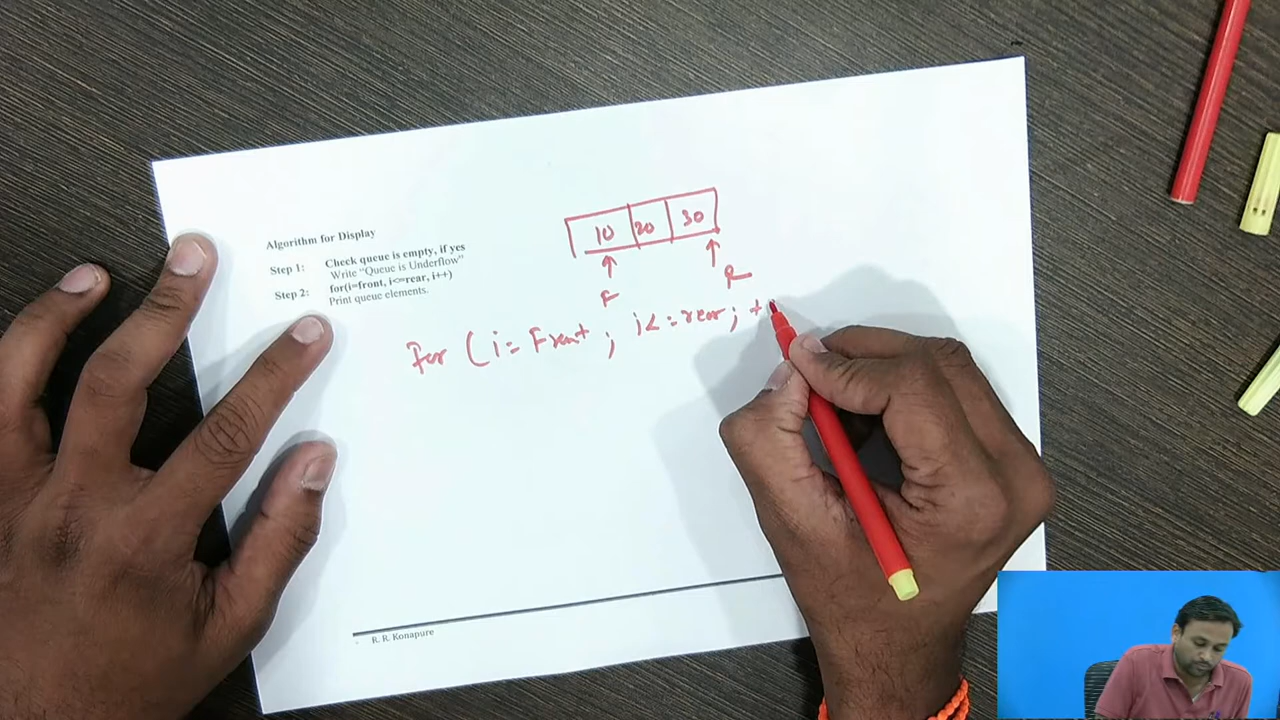 Algorithm for Display
Step 1: Check queue is empty, if yes
Write "Queue is Underflow"
Step 2: for(i=front, i<=rear, i++)
Print queue elements.
10 20 30
F R
For (i = Front ; i<=rear; +
R. R. Konapure